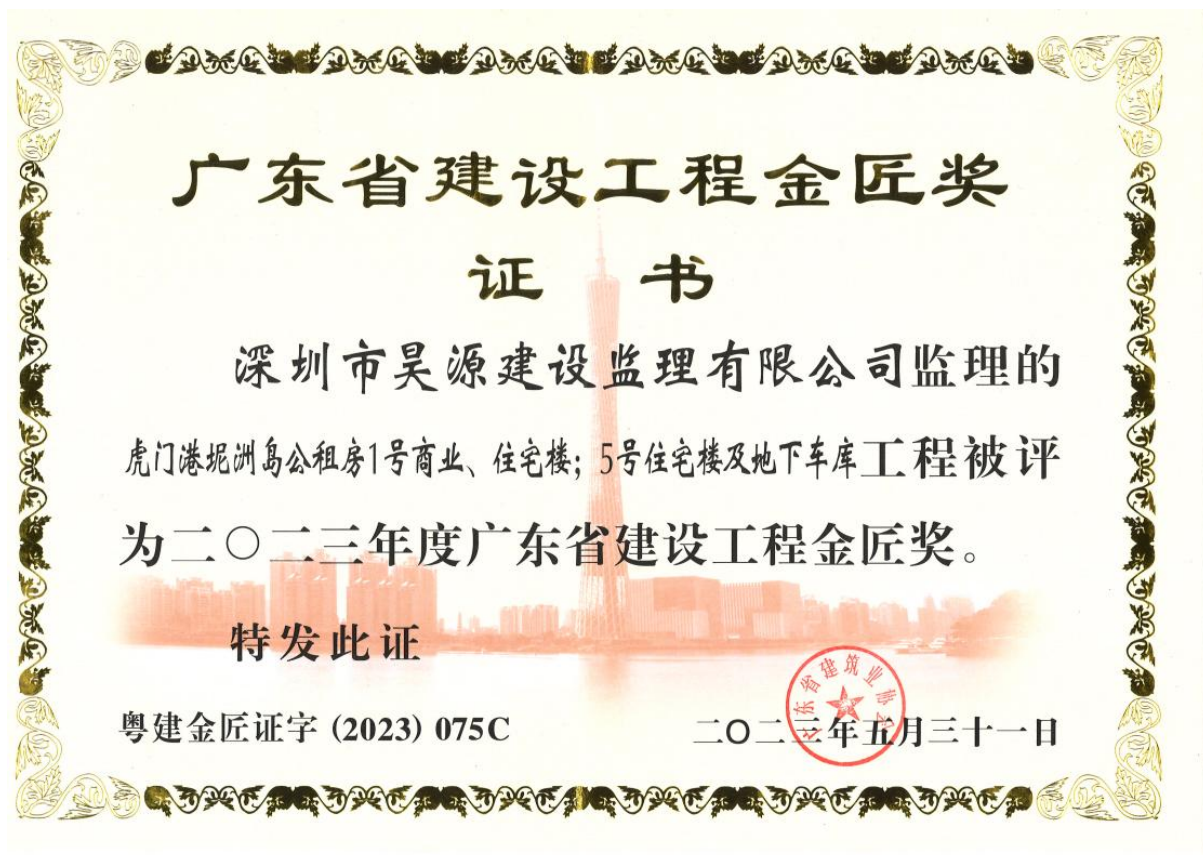 广东省建设工程金匠奖
证书
深圳市昊源建设监理有限公司监理的
虎门港坭洲岛公租房1号商业、住宅楼；5号住宅楼及地下车库工程被评
为二〇二三年度广东省建设工程金匠奖。
特发此证
广东省建筑业协会
粤建金匠证字 (2023) 075C
二〇二三年五月三十一日